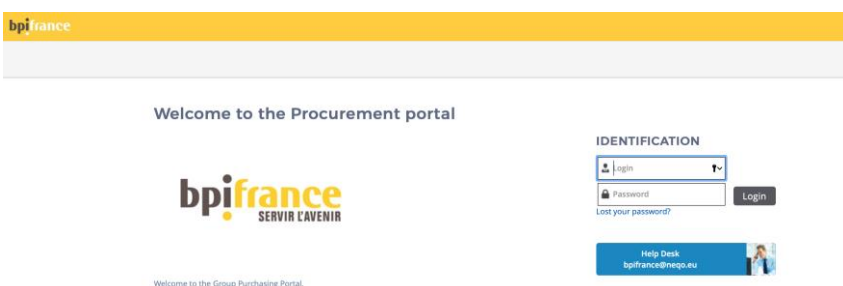 bpifrance
Welcome to the Procurement portal
bpifrance
SERVIR L'AVENIR
Welcome to the Group Purchasing Portal.
IDENTIFICATION
Login
Password
Login
Lost your password?
Help Desk
bpifrance@neqo.eu